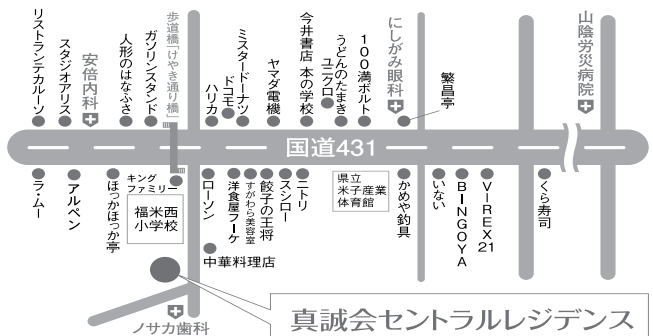 リストランテカルーソ
スタジオアリス
安倍内科
人形のはなふさ
ガソリンスタンド
歩道橋「けやき通り橋」
ハリカ
ドコモ
ミスタードーナツ
ヤマダ電機
今井書店 本の学校
ユニクロ
うどんのたまき
100満ボルト
にしがみ眼科
繁昌亭
山陰労災病院
国道431
ラ・ムー
アルペン
ほっかほっか亭
キング
ファミリー
福米西
小学校
ローソン
中華料理店
洋食屋フーケ
すがわら美容室
餃子の王将
スシロー
ニトリ
県立
米子産業
体育館
かめや釣具
いない
BINGOYA
VIREX21
くら寿司
ノサカ歯科
真誠会セントラルレジデンス